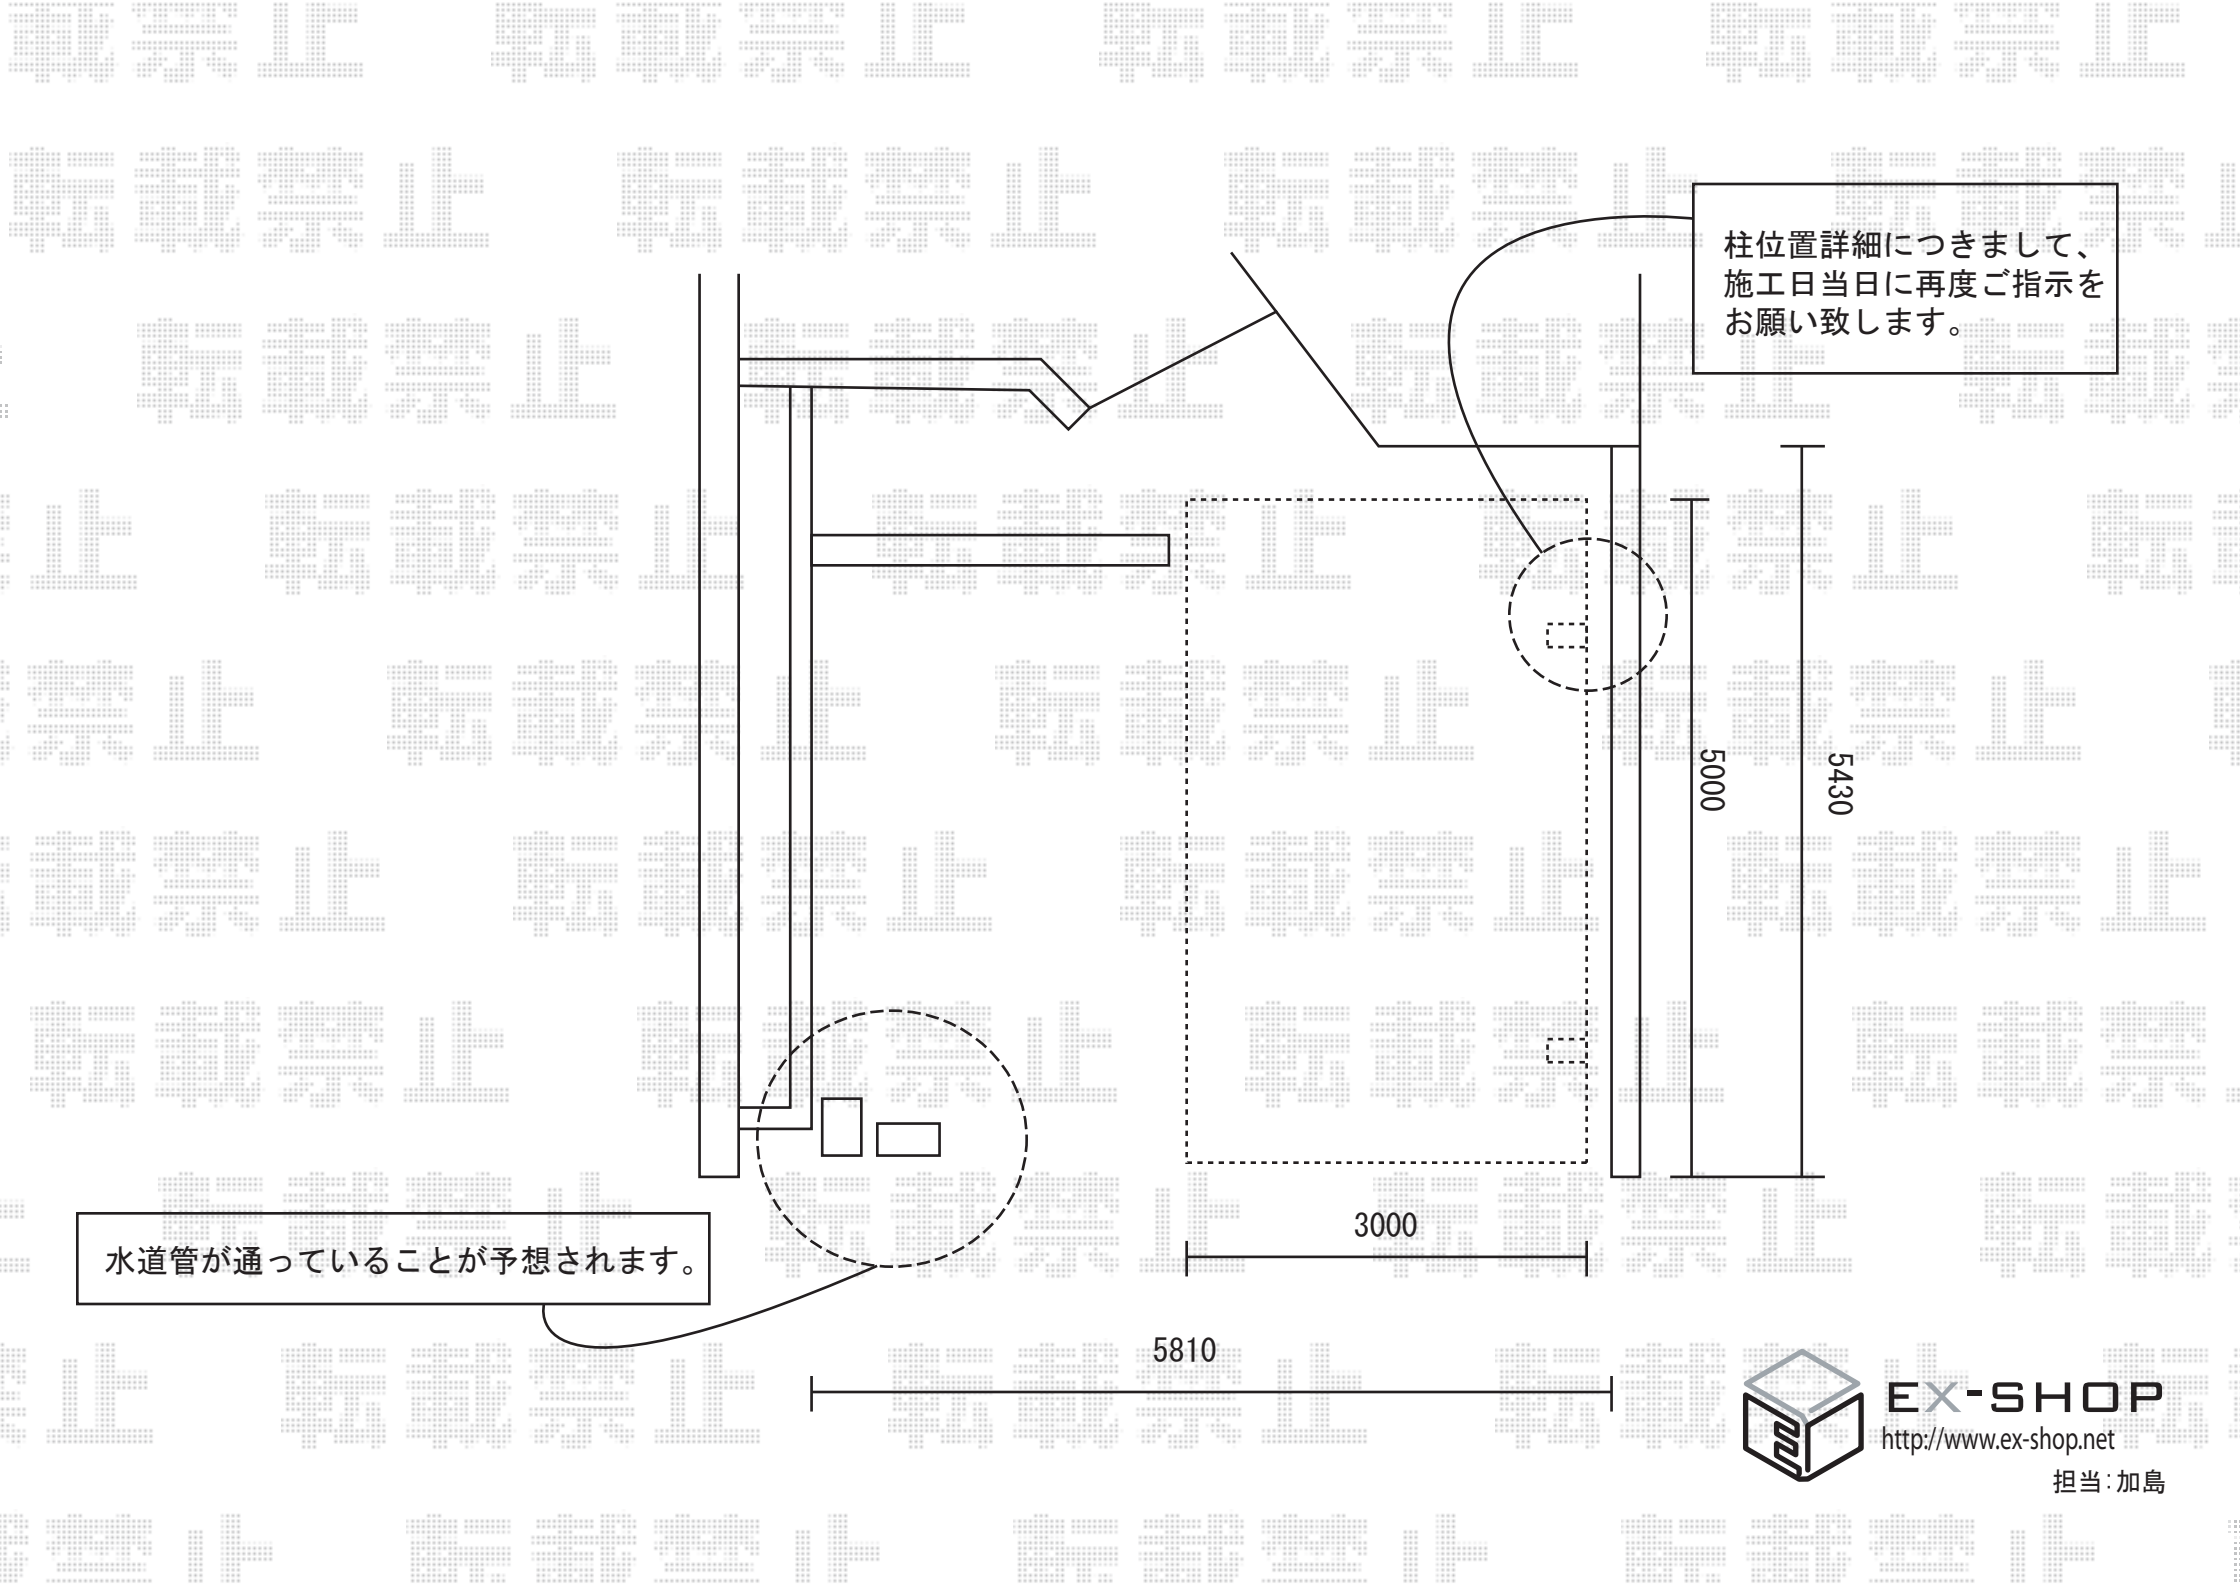 転載禁止
柱位置詳細につきまして、
施工日当日に再度ご指示を
お願い致します。
5000
5430
水道管が通っていることが予想されます。
3000
5810
EX-SHOP
http://www.ex-shop.net
担当：加島